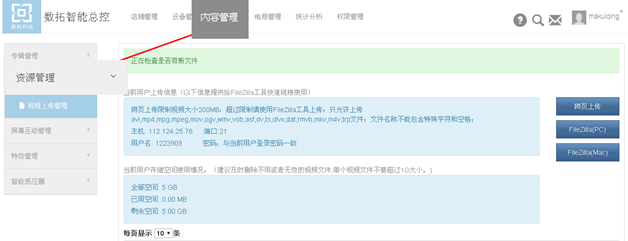 数拓科技
数拓智能总控
店铺管理
设备管
内容管理
电商管理
统计分析
权限管理
makuiqing
专辑管理
资源管理
视频上传管理
屏幕互动管理
特效管理
智能感应器
正在检查是否有新文件
当前用户上传信息(以下信息提供给FileZilla工具快速链接使用)
网页上传限制视频大小200MB,超过限制请使用FileZilla工具上传,只允许上传
avi,mp4,mpg,mpeg,mov,ogv,wmv,vob,asf,dv,ts,divx,dat,rmvb,mkv,m4v,trp文件,文件名称不能包含特殊字符和空格;
主机: 112.124.25.78 端口:21
用户名: 1223909 密码:与当前用户登录密码一致
网页上传
FileZilla(PC)
FileZilla(Mac)
当前用户存储空间使用情况。(建议及时删除不用或者无效的视频文件,单个视频文件不要超过1G大小。)
全部空间: 5 GB
已用空间: 0.00 MB
剩余空间: 5.00 GB
每页显示 10 条